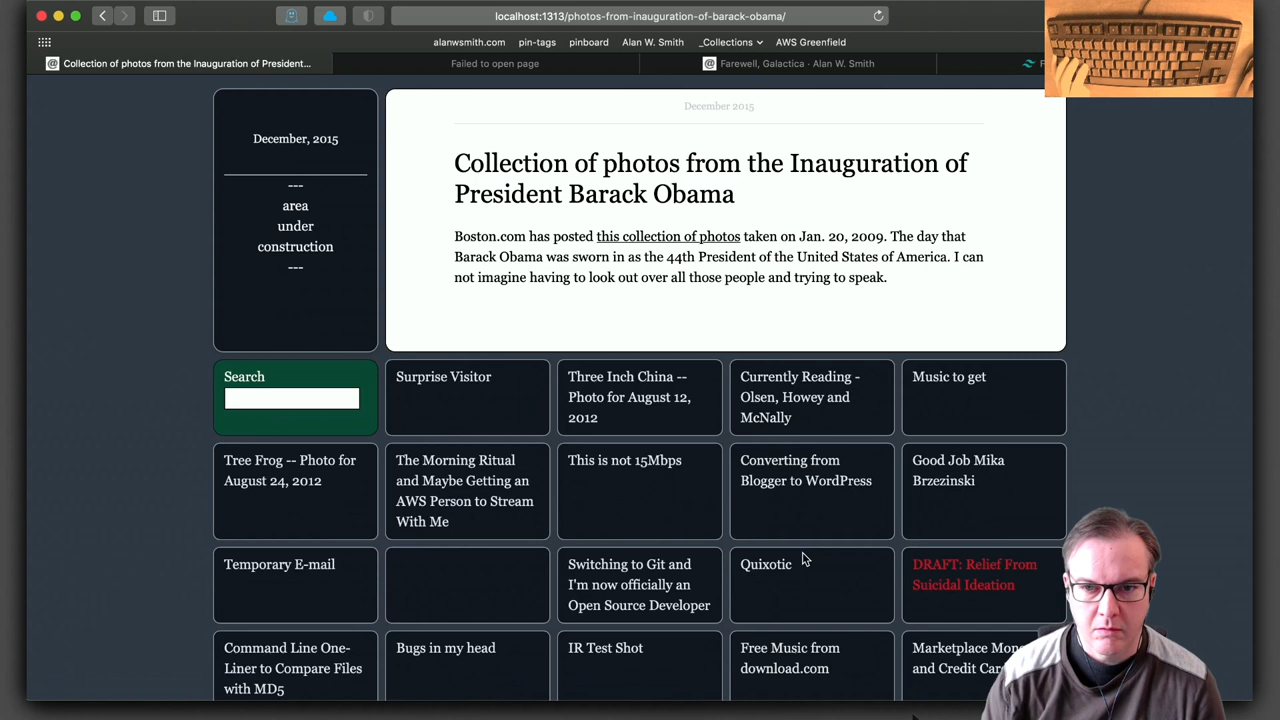 localhost:1313/photos-from-inauguration-of-barack-obama/
alanwsmith.com pin-tags pinboard Alan W. Smith _Collections AWS Greenfield
@ Collection of photos from the Inauguration of President... Failed to open page @ Farewell, Galactica · Alan W. Smith
December, 2015
---
area
under
construction
---
December 2015
Collection of photos from the Inauguration of
President Barack Obama
Boston.com has posted this collection of photos taken on Jan. 20, 2009. The day that
Barack Obama was sworn in as the 44th President of the United States of America. I can
not imagine having to look out over all those people and trying to speak.
Search
Surprise Visitor
Three Inch China --
Photo for August 12,
2012
Currently Reading -
Olsen, Howey and
McNally
Music to get
Tree Frog -- Photo for
August 24, 2012
The Morning Ritual
and Maybe Getting an
AWS Person to Stream
With Me
This is not 15Mbps
Converting from
Blogger to WordPress
Good Job Mika
Brzezinski
Temporary E-mail
Switching to Git and
I'm now officially an
Open Source Developer
Quixotic
DRAFT: Relief From
Suicidal Ideation
Command Line One-
Liner to Compare Files
with MD5
Bugs in my head
IR Test Shot
Free Music from
download.com
Marketplace
and Credit